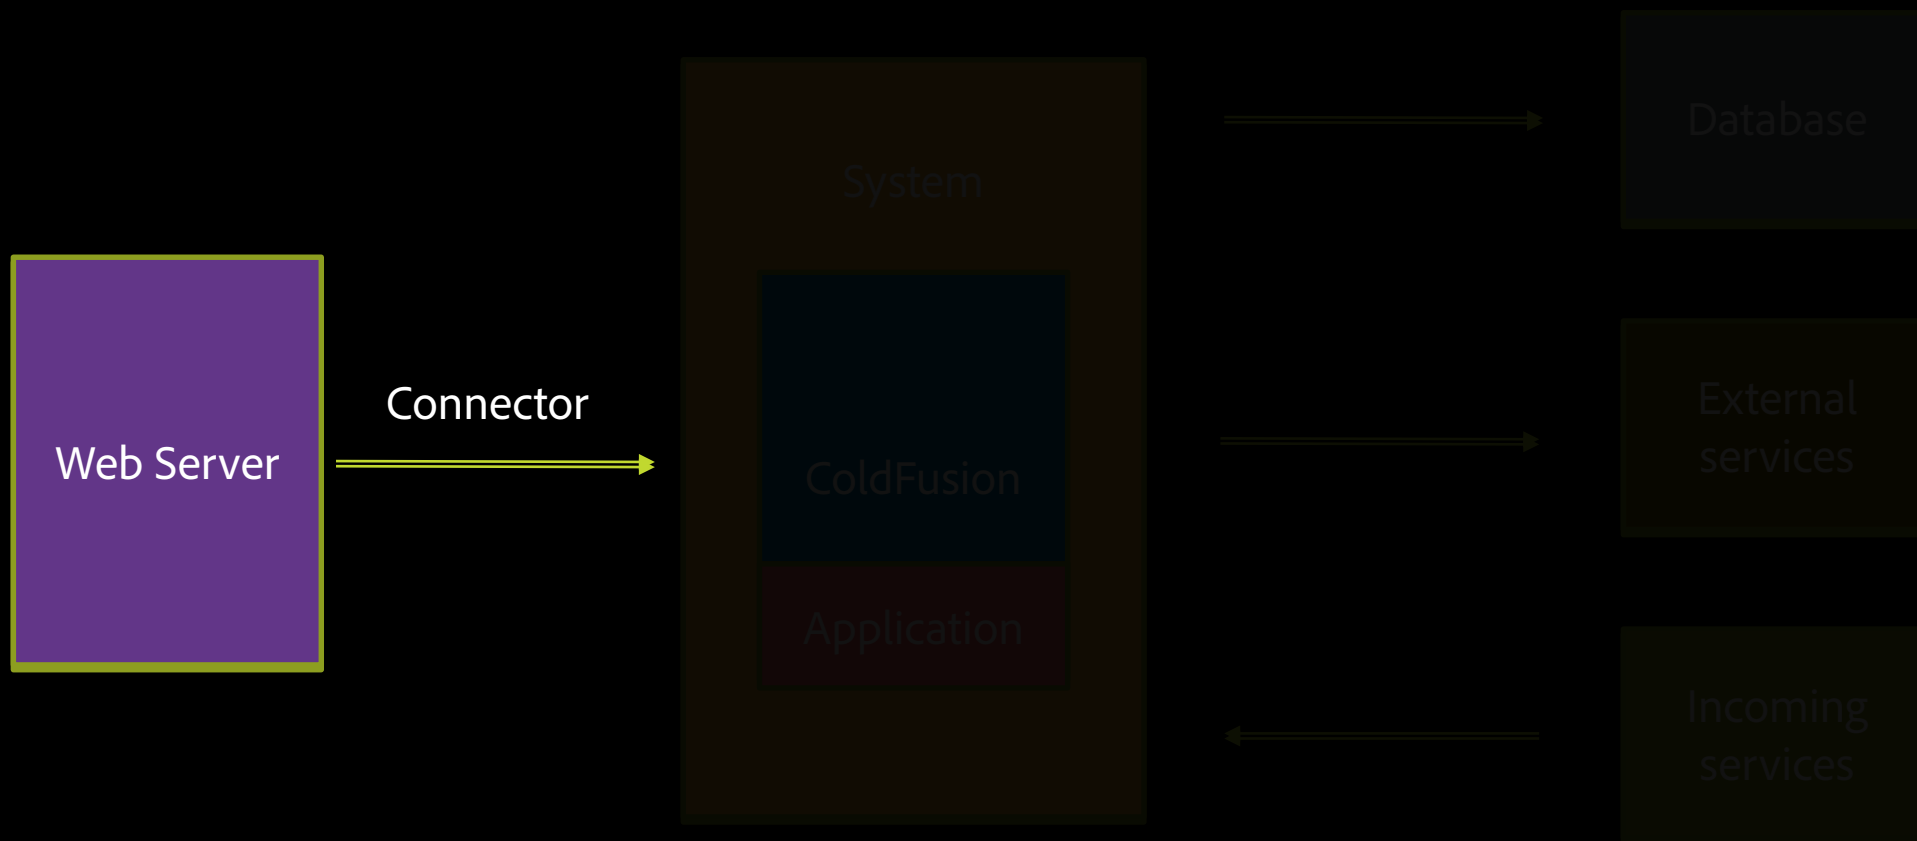 Web Server
Connector
System
ColdFusion
Application
Database
External
services
Incoming
services